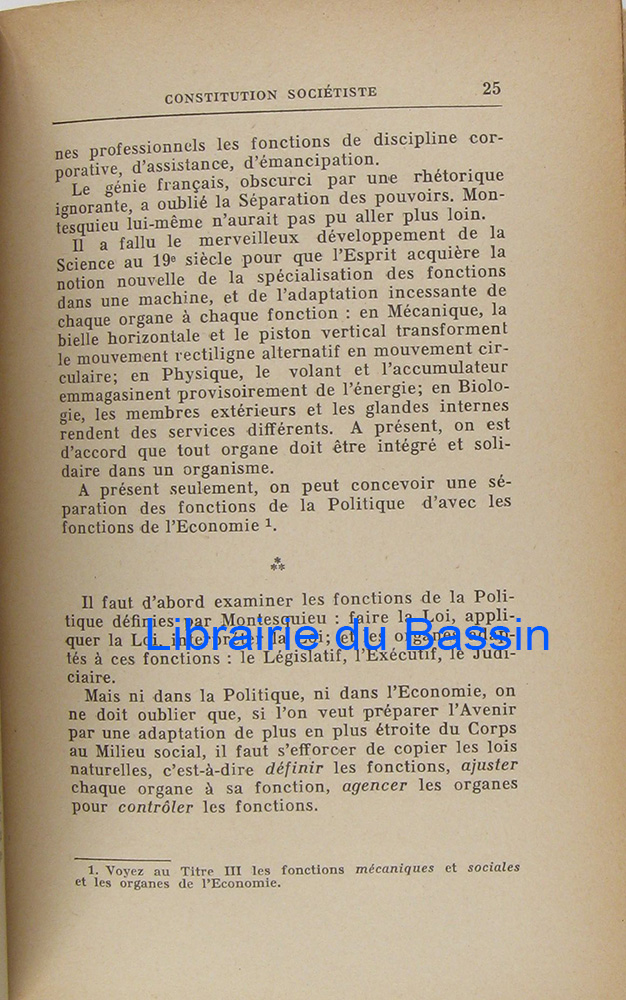 CONSTITUTION SOCIÉTISTE 25
nes professionnels les fonctions de discipline cor-
porative, d'assistance, d'émancipation.
Le génie français, obscurci par une rhétorique
ignorante, a oublié la Séparation des pouvoirs. Mon-
tesquieu lui-même n'aurait pas pu aller plus loin.
Il a fallu le merveilleux développement de la
Science au 19e siècle pour que l'Esprit acquière la
notion nouvelle de la spécialisation des fonctions
dans une machine, et de l'adaptation incessante de
chaque organe à chaque fonction : en Mécanique, la
bielle horizontale et le piston vertical transforment
le mouvement rectiligne alternatif en mouvement cir-
culaire; en Physique, le volant et l'accumulateur
emmagasinent provisoirement de l'énergie; en Biolo-
gie, les membres extérieurs et les glandes internes
rendent des services différents. A présent, on est
d'accord que tout organe doit être intégré et soli-
daire dans un organisme.
A présent seulement, on peut concevoir une sé-
paration des fonctions de la Politique d'avec les
fonctions de l'Economie 1.
***
Il faut d'abord examiner les fonctions de la Poli-
tique définies par Montesquieu : faire la Loi, appli-
quer la Loi, interpréter la Loi; et les organes adap-
tés à ces fonctions : le Législatif, l'Exécutif, le Judi-
ciaire.
Librairie du Bassin
Mais ni dans la Politique, ni dans l'Economie, on
ne doit oublier que, si l'on veut préparer l'Avenir
par une adaptation de plus en plus étroite du Corps
au Milieu social, il faut s'efforcer de copier les lois
naturelles, c'est-à-dire définir les fonctions, ajuster
chaque organe à sa fonction, agencer les organes
pour contrôler les fonctions.
1. Voyez au Titre III les fonctions mécaniques et sociales
et les organes de l'Economie.